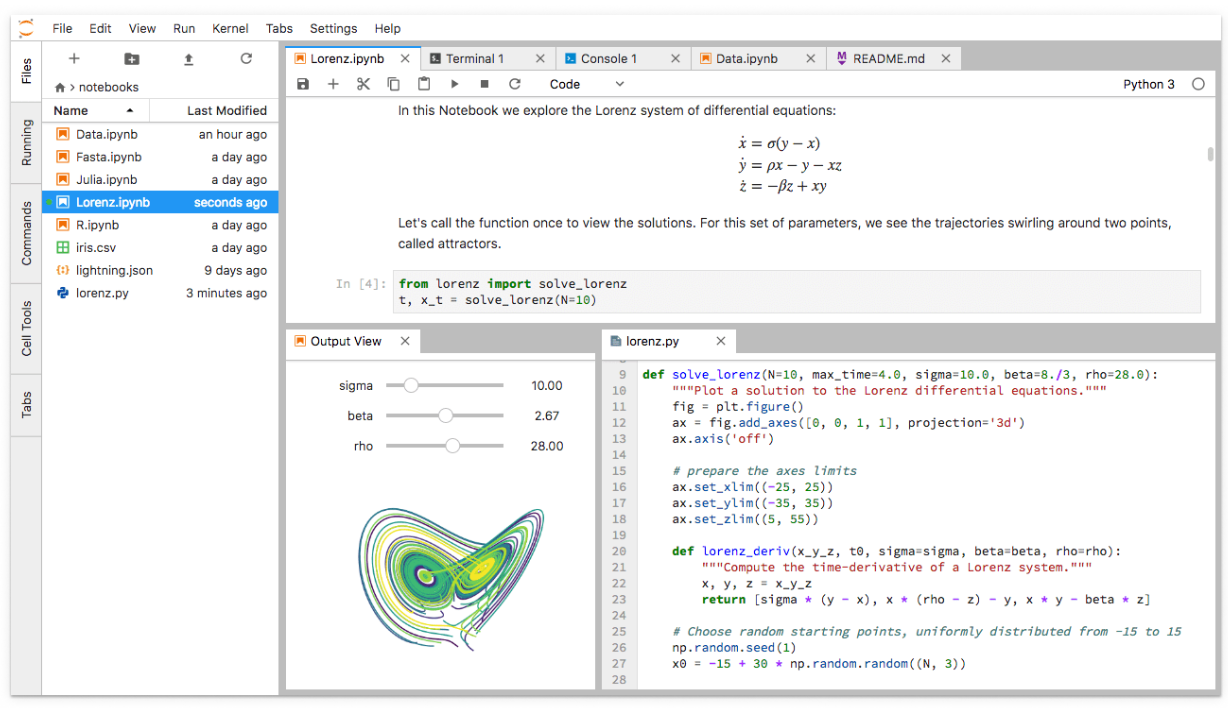 File Edit View Run Kernel Tabs Settings Help
Files
Running
Commands
Cell Tools
Tabs
notebooks
Name Last Modified
Data.ipynb an hour ago
Fasta.ipynb a day ago
Julia.ipynb a day ago
Lorenz.ipynb seconds ago
R.ipynb a day ago
iris.csv a day ago
lightning.json 9 days ago
lorenz.py 3 minutes ago
Lorenz.ipynb Terminal 1 Console 1 Data.ipynb README.md
Code Python 3
In this Notebook we explore the Lorenz system of differential equations:
ẋ = σ(y − x)
ẏ = ρx − y − xz
ż = −βz + xy
Let's call the function once to view the solutions. For this set of parameters, we see the trajectories swirling around two points,
called attractors.
In [4]: from lorenz import solve_lorenz
t, x_t = solve_lorenz(N=10)
Output View
sigma 10.00
beta 2.67
rho 28.00
lorenz.py
9 def solve_lorenz(N=10, max_time=4.0, sigma=10.0, beta=8./3, rho=28.0):
10 """Plot a solution to the Lorenz differential equations."""
11 fig = plt.figure()
12 ax = fig.add_axes([0, 0, 1, 1], projection='3d')
13 ax.axis('off')
14
15 # prepare the axes limits
16 ax.set_xlim((-25, 25))
17 ax.set_ylim((-35, 35))
18 ax.set_zlim((5, 55))
19
20 def lorenz_deriv(x_y_z, t0, sigma=sigma, beta=beta, rho=rho):
21 """Compute the time-derivative of a Lorenz system."""
22 x, y, z = x_y_z
23 return [sigma * (y - x), x * (rho - z) - y, x * y - beta * z]
24
25 # Choose random starting points, uniformly distributed from -15 to 15
26 np.random.seed(1)
27 x0 = -15 + 30 * np.random.random((N, 3))
28